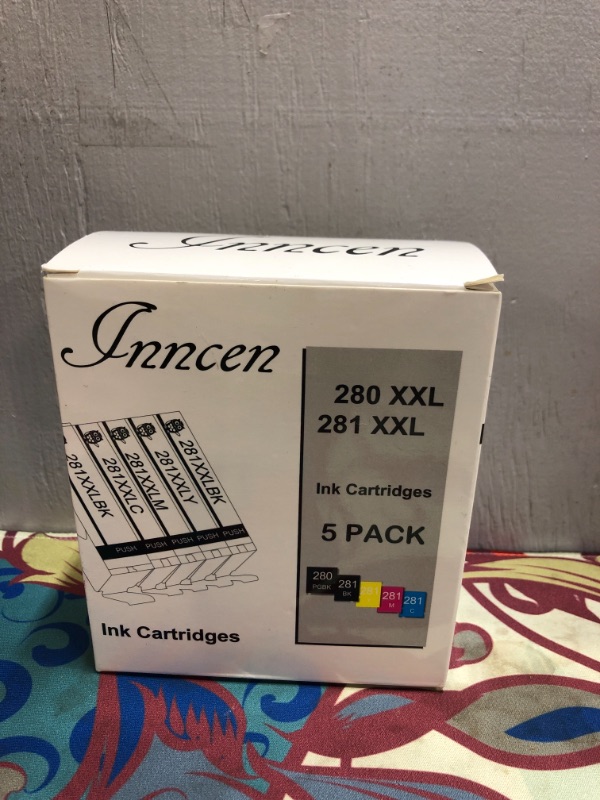 Inncen
Inncen
280 XXL
281 XXL
Ink Cartridges
5 PACK
280
PGBK
281
BK
281
281
M
281
C
281XXLBK
281XXLC
281XXLM
281XXLY
281XXLBK
PUSH
PUSH
PUSH
PUSH
PUSH
Ink Cartridges